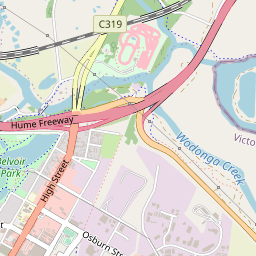 C319
Hume Freeway
Wodonga Creek
Victo
Belvoir
Park
High Street
Osburn Str
t